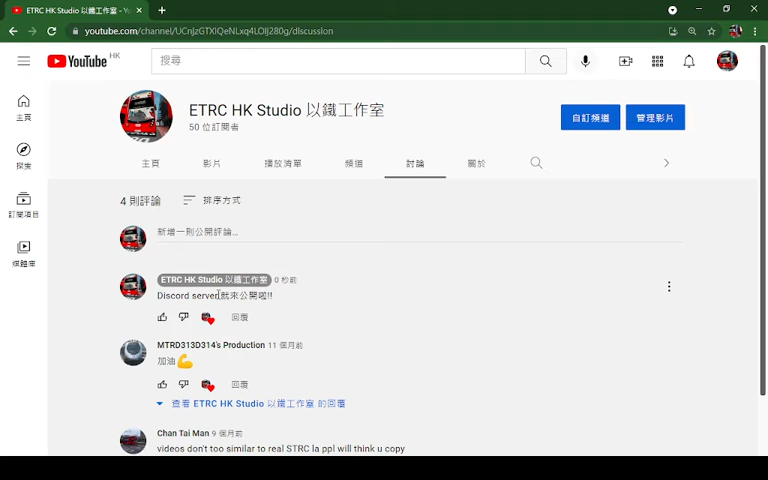 ETRC HK Studio 以鐵工作室 - Yo
youtube.com/channel/UCnJzGTXlQeNLxq4LOlJ280g/discussion
YouTube HK
搜尋
主頁
探索
訂閱項目
媒體庫
ETRC HK Studio 以鐵工作室
50 位訂閱者
自訂頻道
管理影片
主頁 影片 播放清單 頻道 討論 關於
4 則評論 排序方式
新增一則公開評論...
ETRC HK Studio 以鐵工作室 0 秒前
Discord server就來公開啦!!
回覆
MTRD313D314's Production 11 個月前
加油💪
回覆
查看 ETRC HK Studio 以鐵工作室 的回覆
Chan Tai Man 9 個月前
videos don't too similar to real STRC la ppl will think u copy